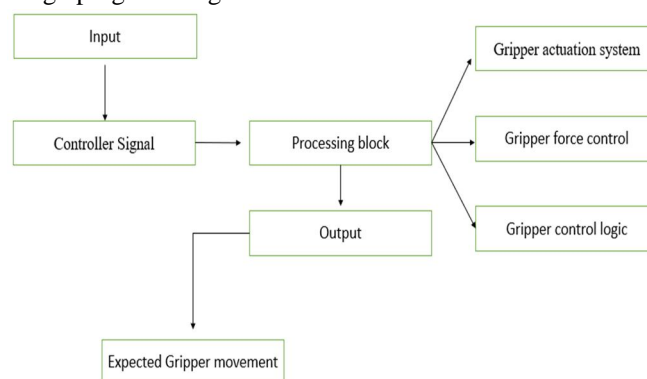 Input
Controller Signal
Processing block
Gripper actuation system
Gripper force control
Gripper control logic
Output
Expected Gripper movement